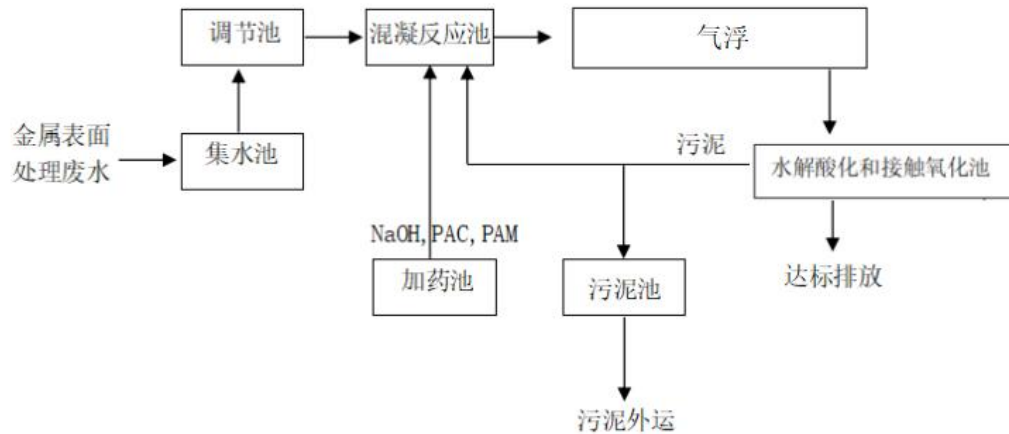 调节池
混凝反应池
气浮
金属表面
处理废水
集水池
污泥
水解酸化和接触氧化池
NaOH,PAC,PAM
加药池
污泥池
达标排放
污泥外运